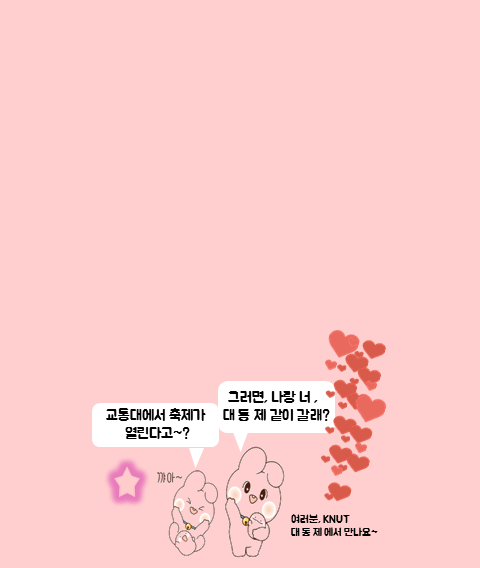 그러면, 나랑 너 ,
대 동 제 같이 갈래?
교통대에서 축제가
열린다고~?
꺄아~
여러분, KNUT
대 동 제 에서 만나요~